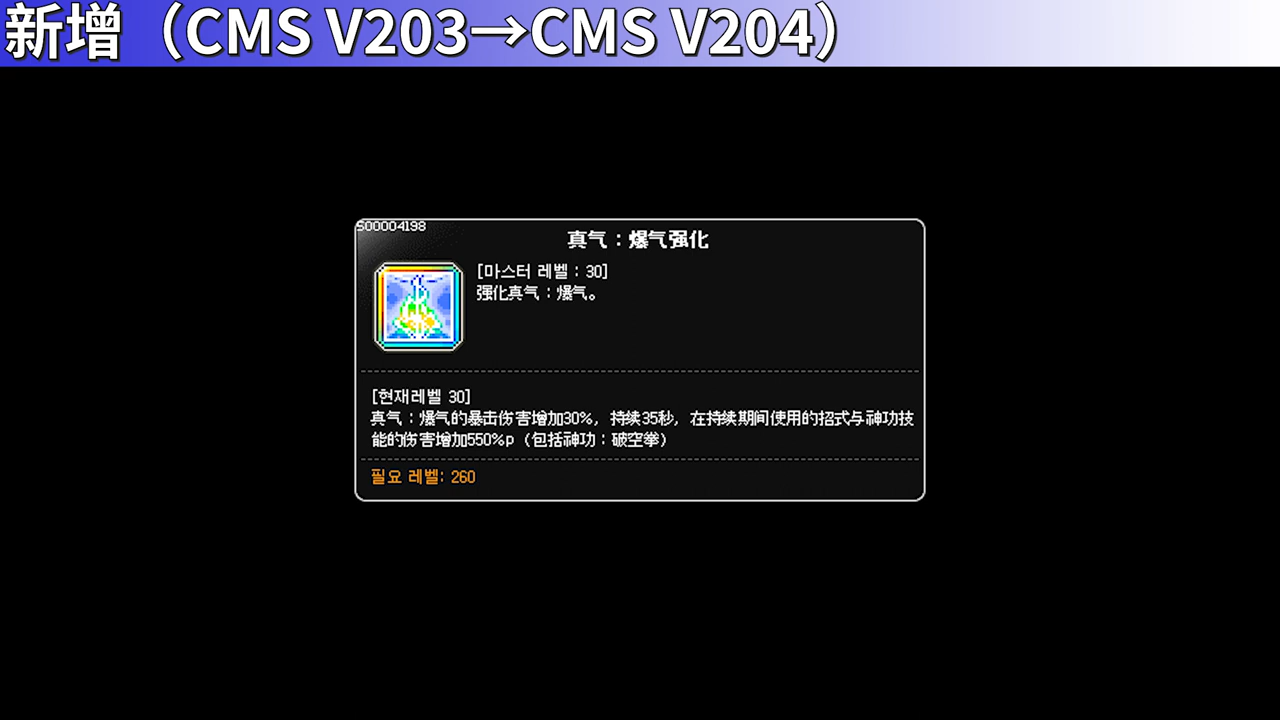 新增（CMS V203→CMS V204）
500004198
真气：爆气强化
[마스터 레벨 : 30]
强化真气：爆气。
[현재레벨 30]
真气：爆气的暴击伤害增加30%，持续35秒，在持续期间使用的招式与神功技
能的伤害增加550%p（包括神功：破空拳）
필요 레벨: 260